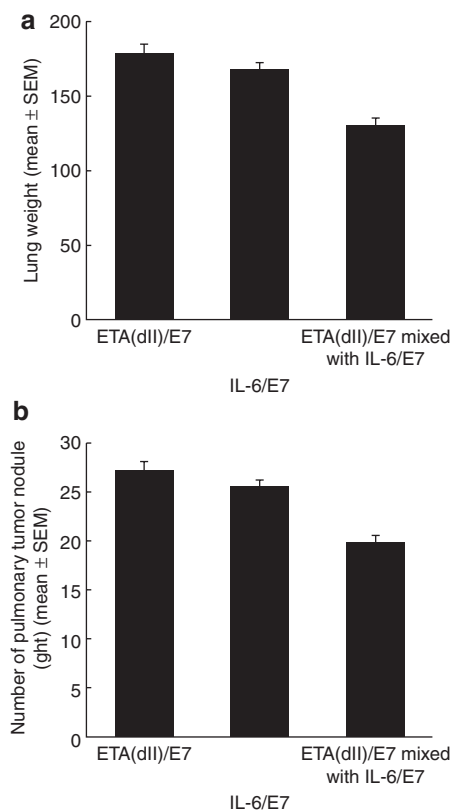 a
Lung weight (mean ± SEM)
200
150
100
50
0
ETA(dII)/E7
IL-6/E7
ETA(dII)/E7 mixed
with IL-6/E7
b
Number of pulmonary tumor nodule
(ght) (mean ± SEM)
30
25
20
15
10
5
0
ETA(dII)/E7
IL-6/E7
ETA(dII)/E7 mixed
with IL-6/E7